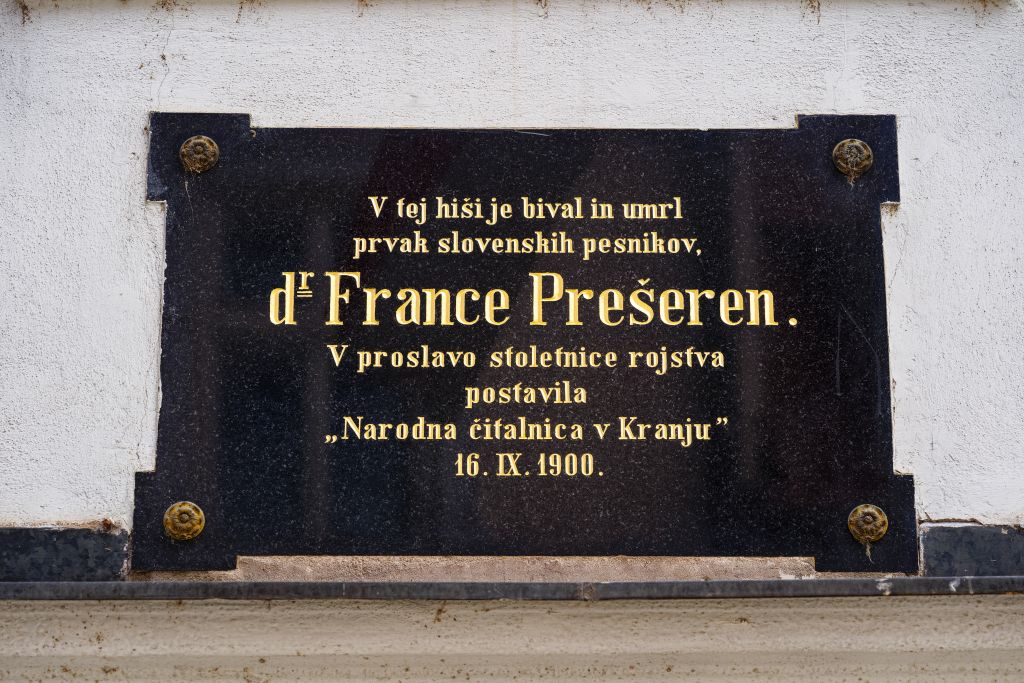 V tej hiši je bival in umrl
prvak slovenskih pesnikov,
dr France Prešeren.
V proslavo stoletnice rojstva
postavila
„Narodna čitalnica v Kranju”
16. IX. 1900.